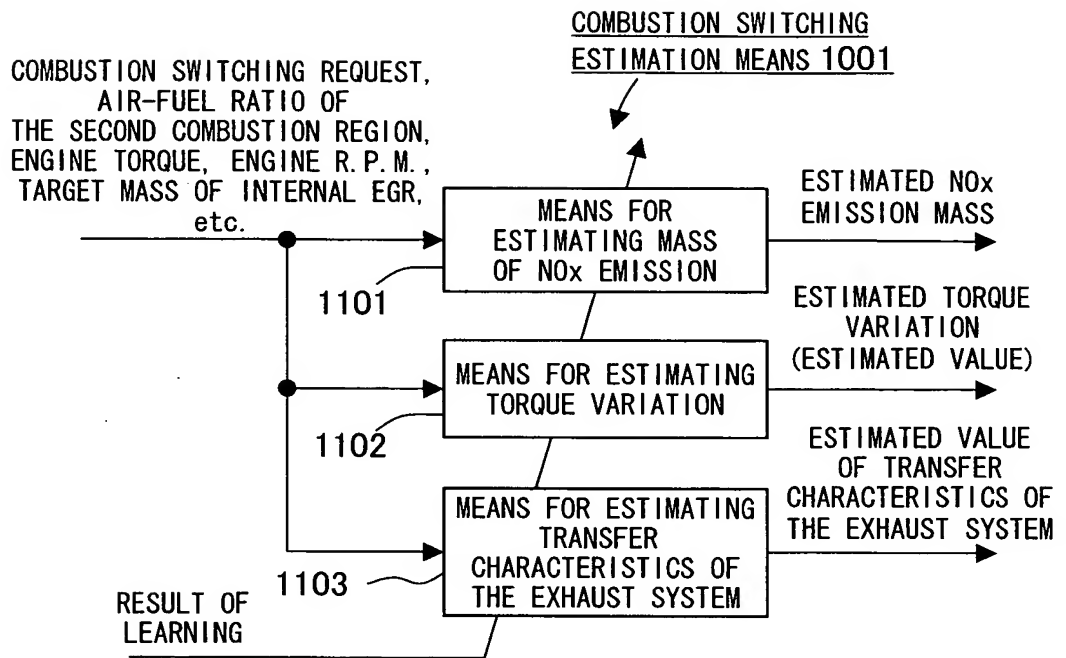 COMBUSTION SWITCHING
ESTIMATION MEANS 1001
COMBUSTION SWITCHING REQUEST,
AIR-FUEL RATIO OF
THE SECOND COMBUSTION REGION,
ENGINE TORQUE, ENGINE R.P.M.,
TARGET MASS OF INTERNAL EGR,
etc.
MEANS FOR
ESTIMATING MASS
OF NOx EMISSION
1101
ESTIMATED NOx
EMISSION MASS
MEANS FOR ESTIMATING
TORQUE VARIATION
1102
ESTIMATED TORQUE
VARIATION
(ESTIMATED VALUE)
MEANS FOR ESTIMATING
TRANSFER
CHARACTERISTICS OF
THE EXHAUST SYSTEM
1103
ESTIMATED VALUE
OF TRANSFER
CHARACTERISTICS OF
THE EXHAUST SYSTEM
RESULT OF
LEARNING